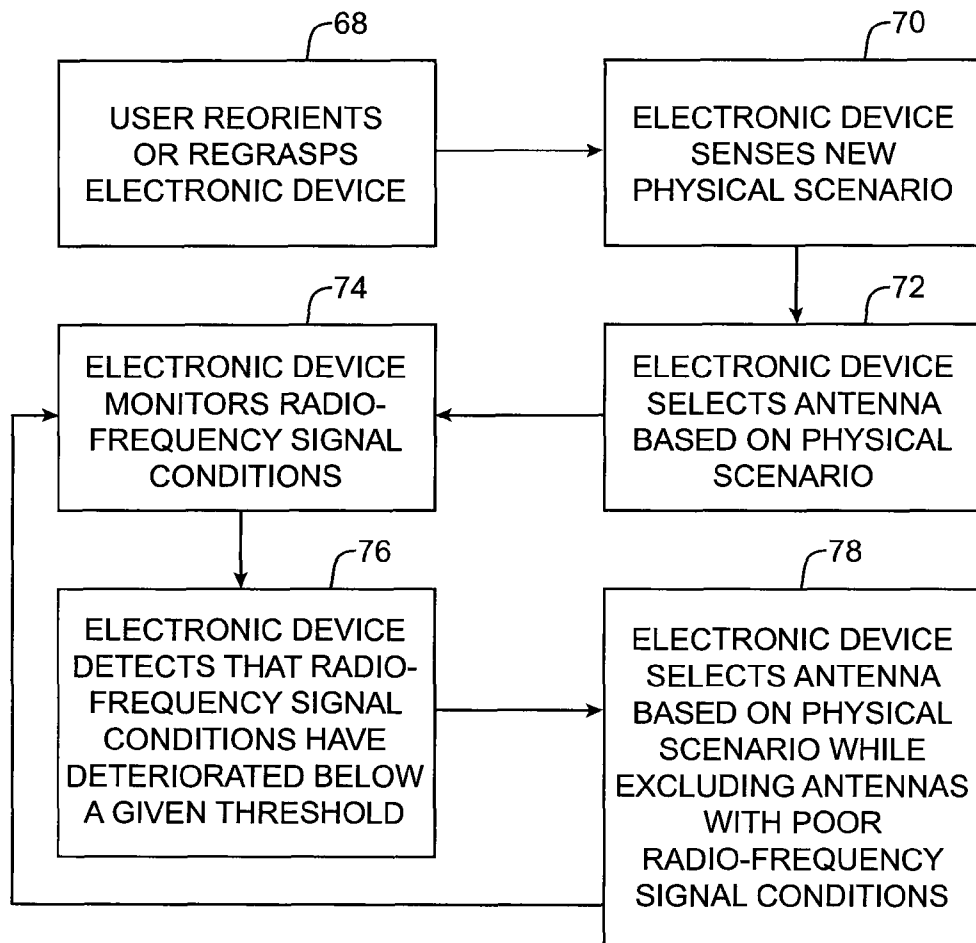 68
USER REORIENTS
OR REGRASPS
ELECTRONIC DEVICE
70
ELECTRONIC DEVICE
SENSES NEW
PHYSICAL SCENARIO
72
ELECTRONIC DEVICE
SELECTS ANTENNA
BASED ON PHYSICAL
SCENARIO
74
ELECTRONIC DEVICE
MONITORS RADIO-
FREQUENCY SIGNAL
CONDITIONS
76
ELECTRONIC DEVICE
DETECTS THAT RADIO-
FREQUENCY SIGNAL
CONDITIONS HAVE
DETERIORATED BELOW
A GIVEN THRESHOLD
78
ELECTRONIC DEVICE
SELECTS ANTENNA
BASED ON PHYSICAL
SCENARIO WHILE
EXCLUDING ANTENNAS
WITH POOR
RADIO-FREQUENCY
SIGNAL CONDITIONS